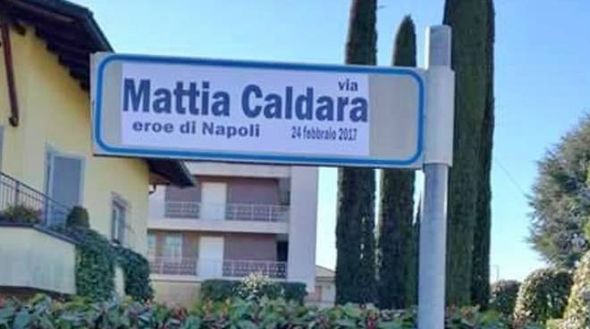 via
Mattia Caldara
eroe di Napoli 24 febbraio 2017